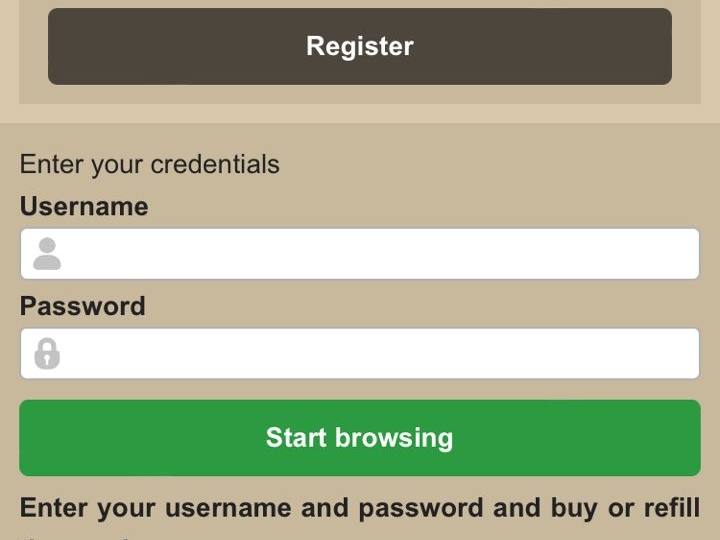 Register
Enter your credentials
Username
Password
Start browsing
Enter your username and password and buy or refill